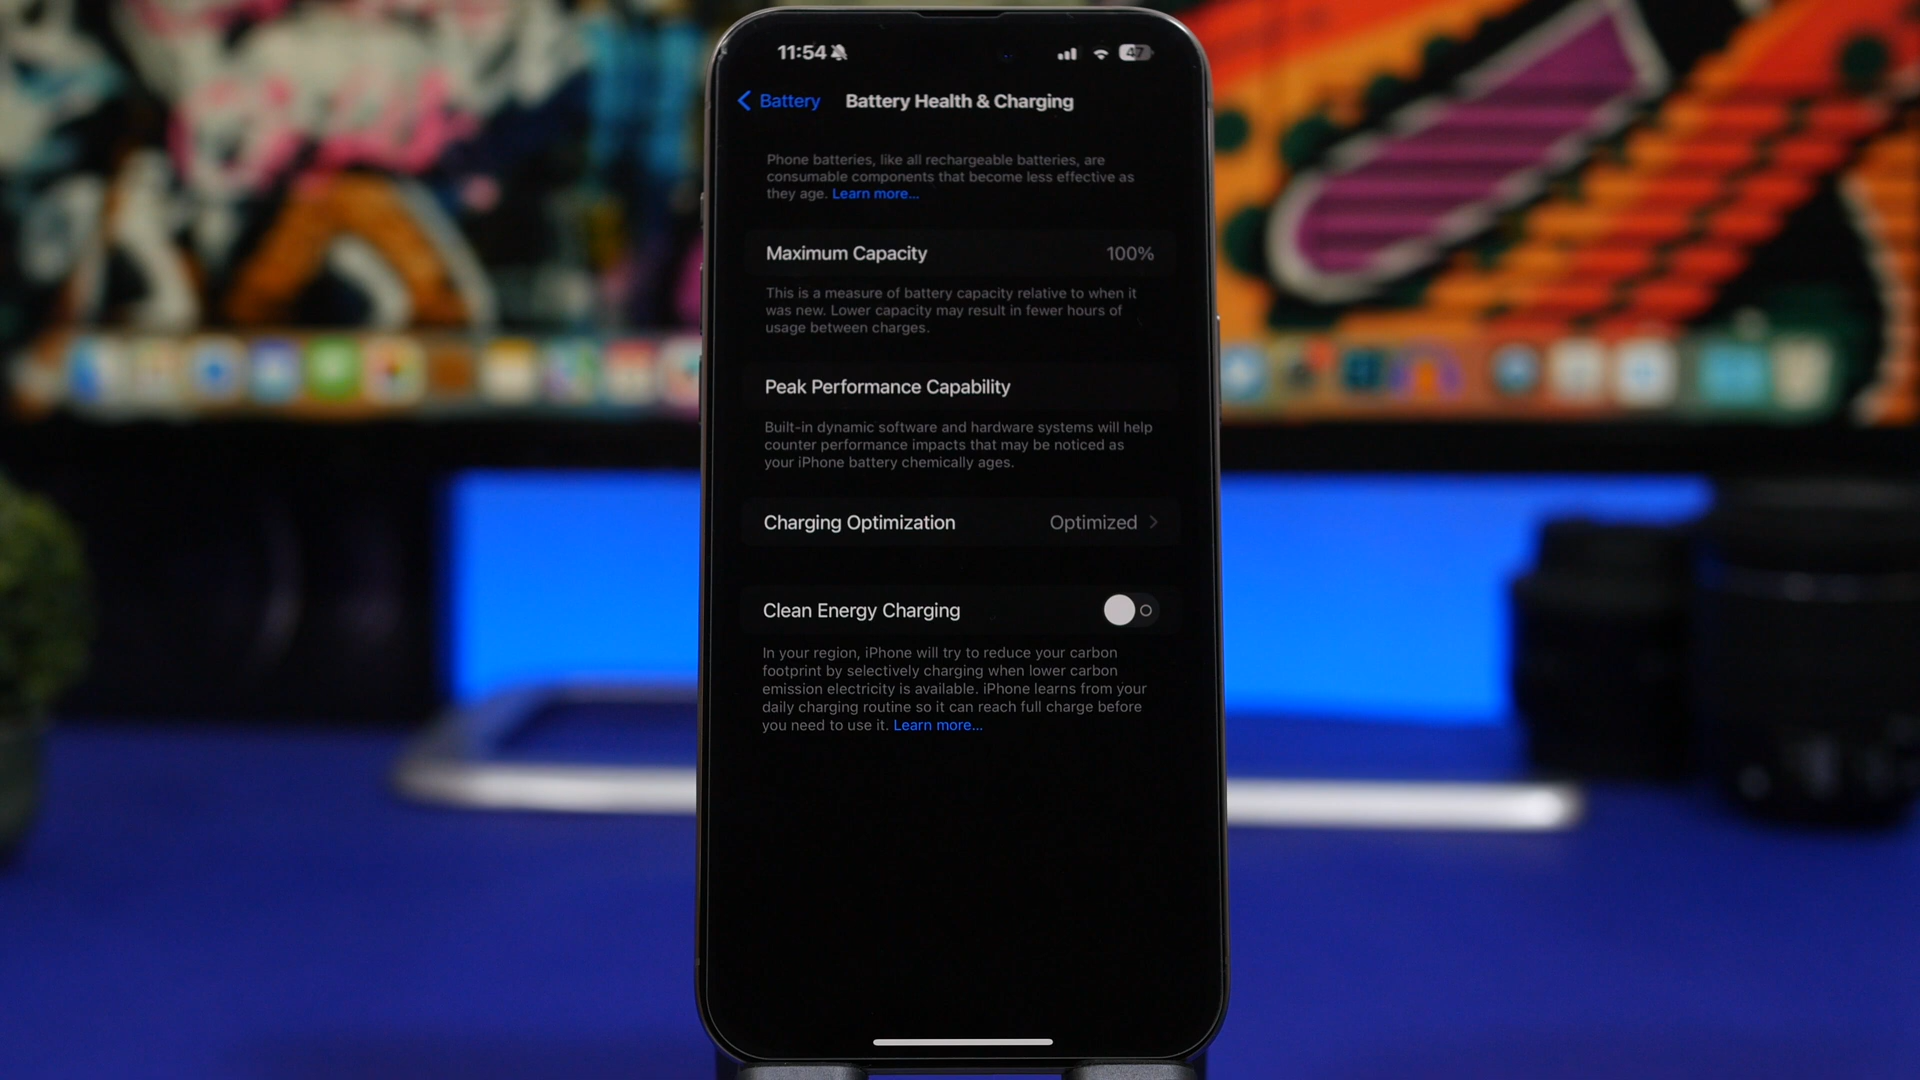 11:54 47
Battery Battery Health & Charging
Phone batteries, like all rechargeable batteries, are
consumable components that become less effective as
they age. Learn more...
Maximum Capacity 100%
This is a measure of battery capacity relative to when it
was new. Lower capacity may result in fewer hours of
usage between charges.
Peak Performance Capability
Built-in dynamic software and hardware systems will help
counter performance impacts that may be noticed as
your iPhone battery chemically ages.
Charging Optimization Optimized
Clean Energy Charging
In your region, iPhone will try to reduce your carbon
footprint by selectively charging when lower carbon
emission electricity is available. iPhone learns from your
daily charging routine so it can reach full charge before
you need to use it. Learn more...